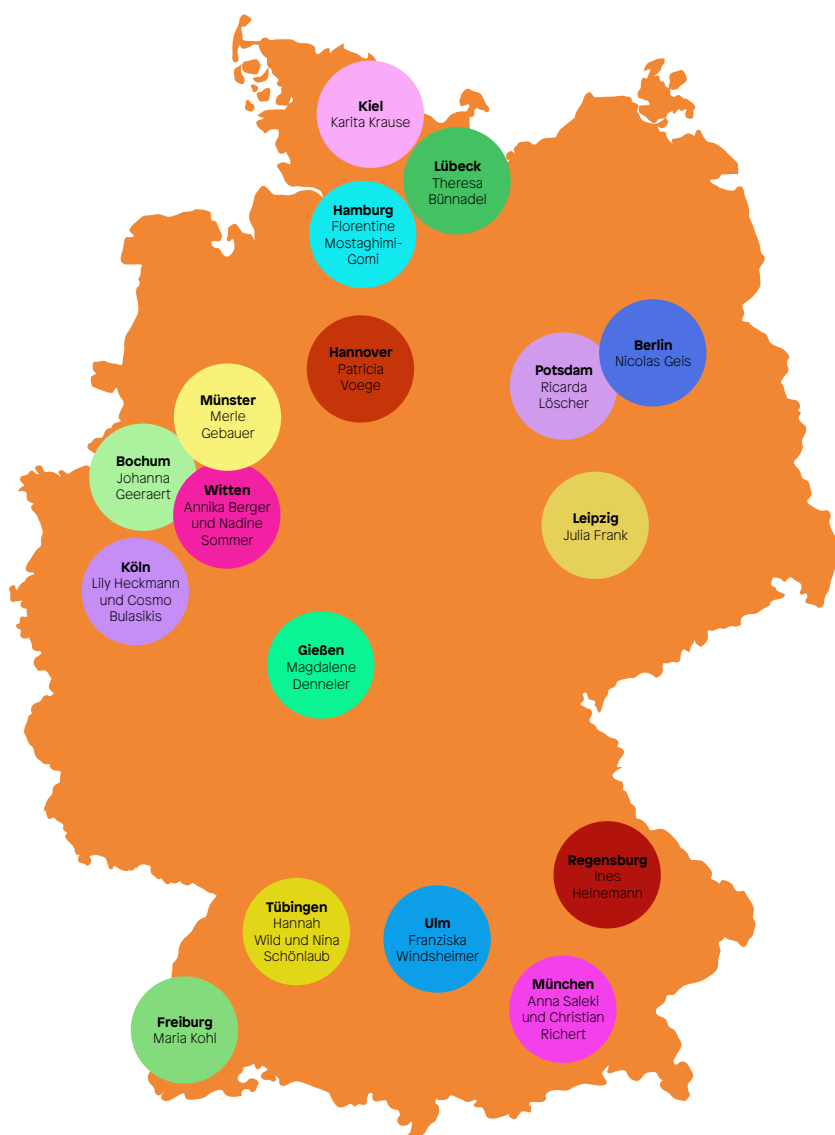 Kiel
Karita Krause
Lübeck
Theresa
Bünnadel
Hamburg
Florentine
Mostaghimi-
Gomi
Hannover
Patricia
Voege
Berlin
Nicolas Geis
Potsdam
Ricarda
Löscher
Münster
Merle
Gebauer
Bochum
Johanna
Geeraert
Witten
Annika Berger
und Nadine
Sommer
Leipzig
Julia Frank
Köln
Lily Heckmann
und Cosmo
Bulasikis
Gießen
Magdalene
Denneler
Regensburg
Ines
Heinemann
Tübingen
Hannah
Wild und Nina
Schönlaub
Ulm
Franziska
Windsheimer
München
Anna Saleki
und Christian
Richert
Freiburg
Maria Kohl